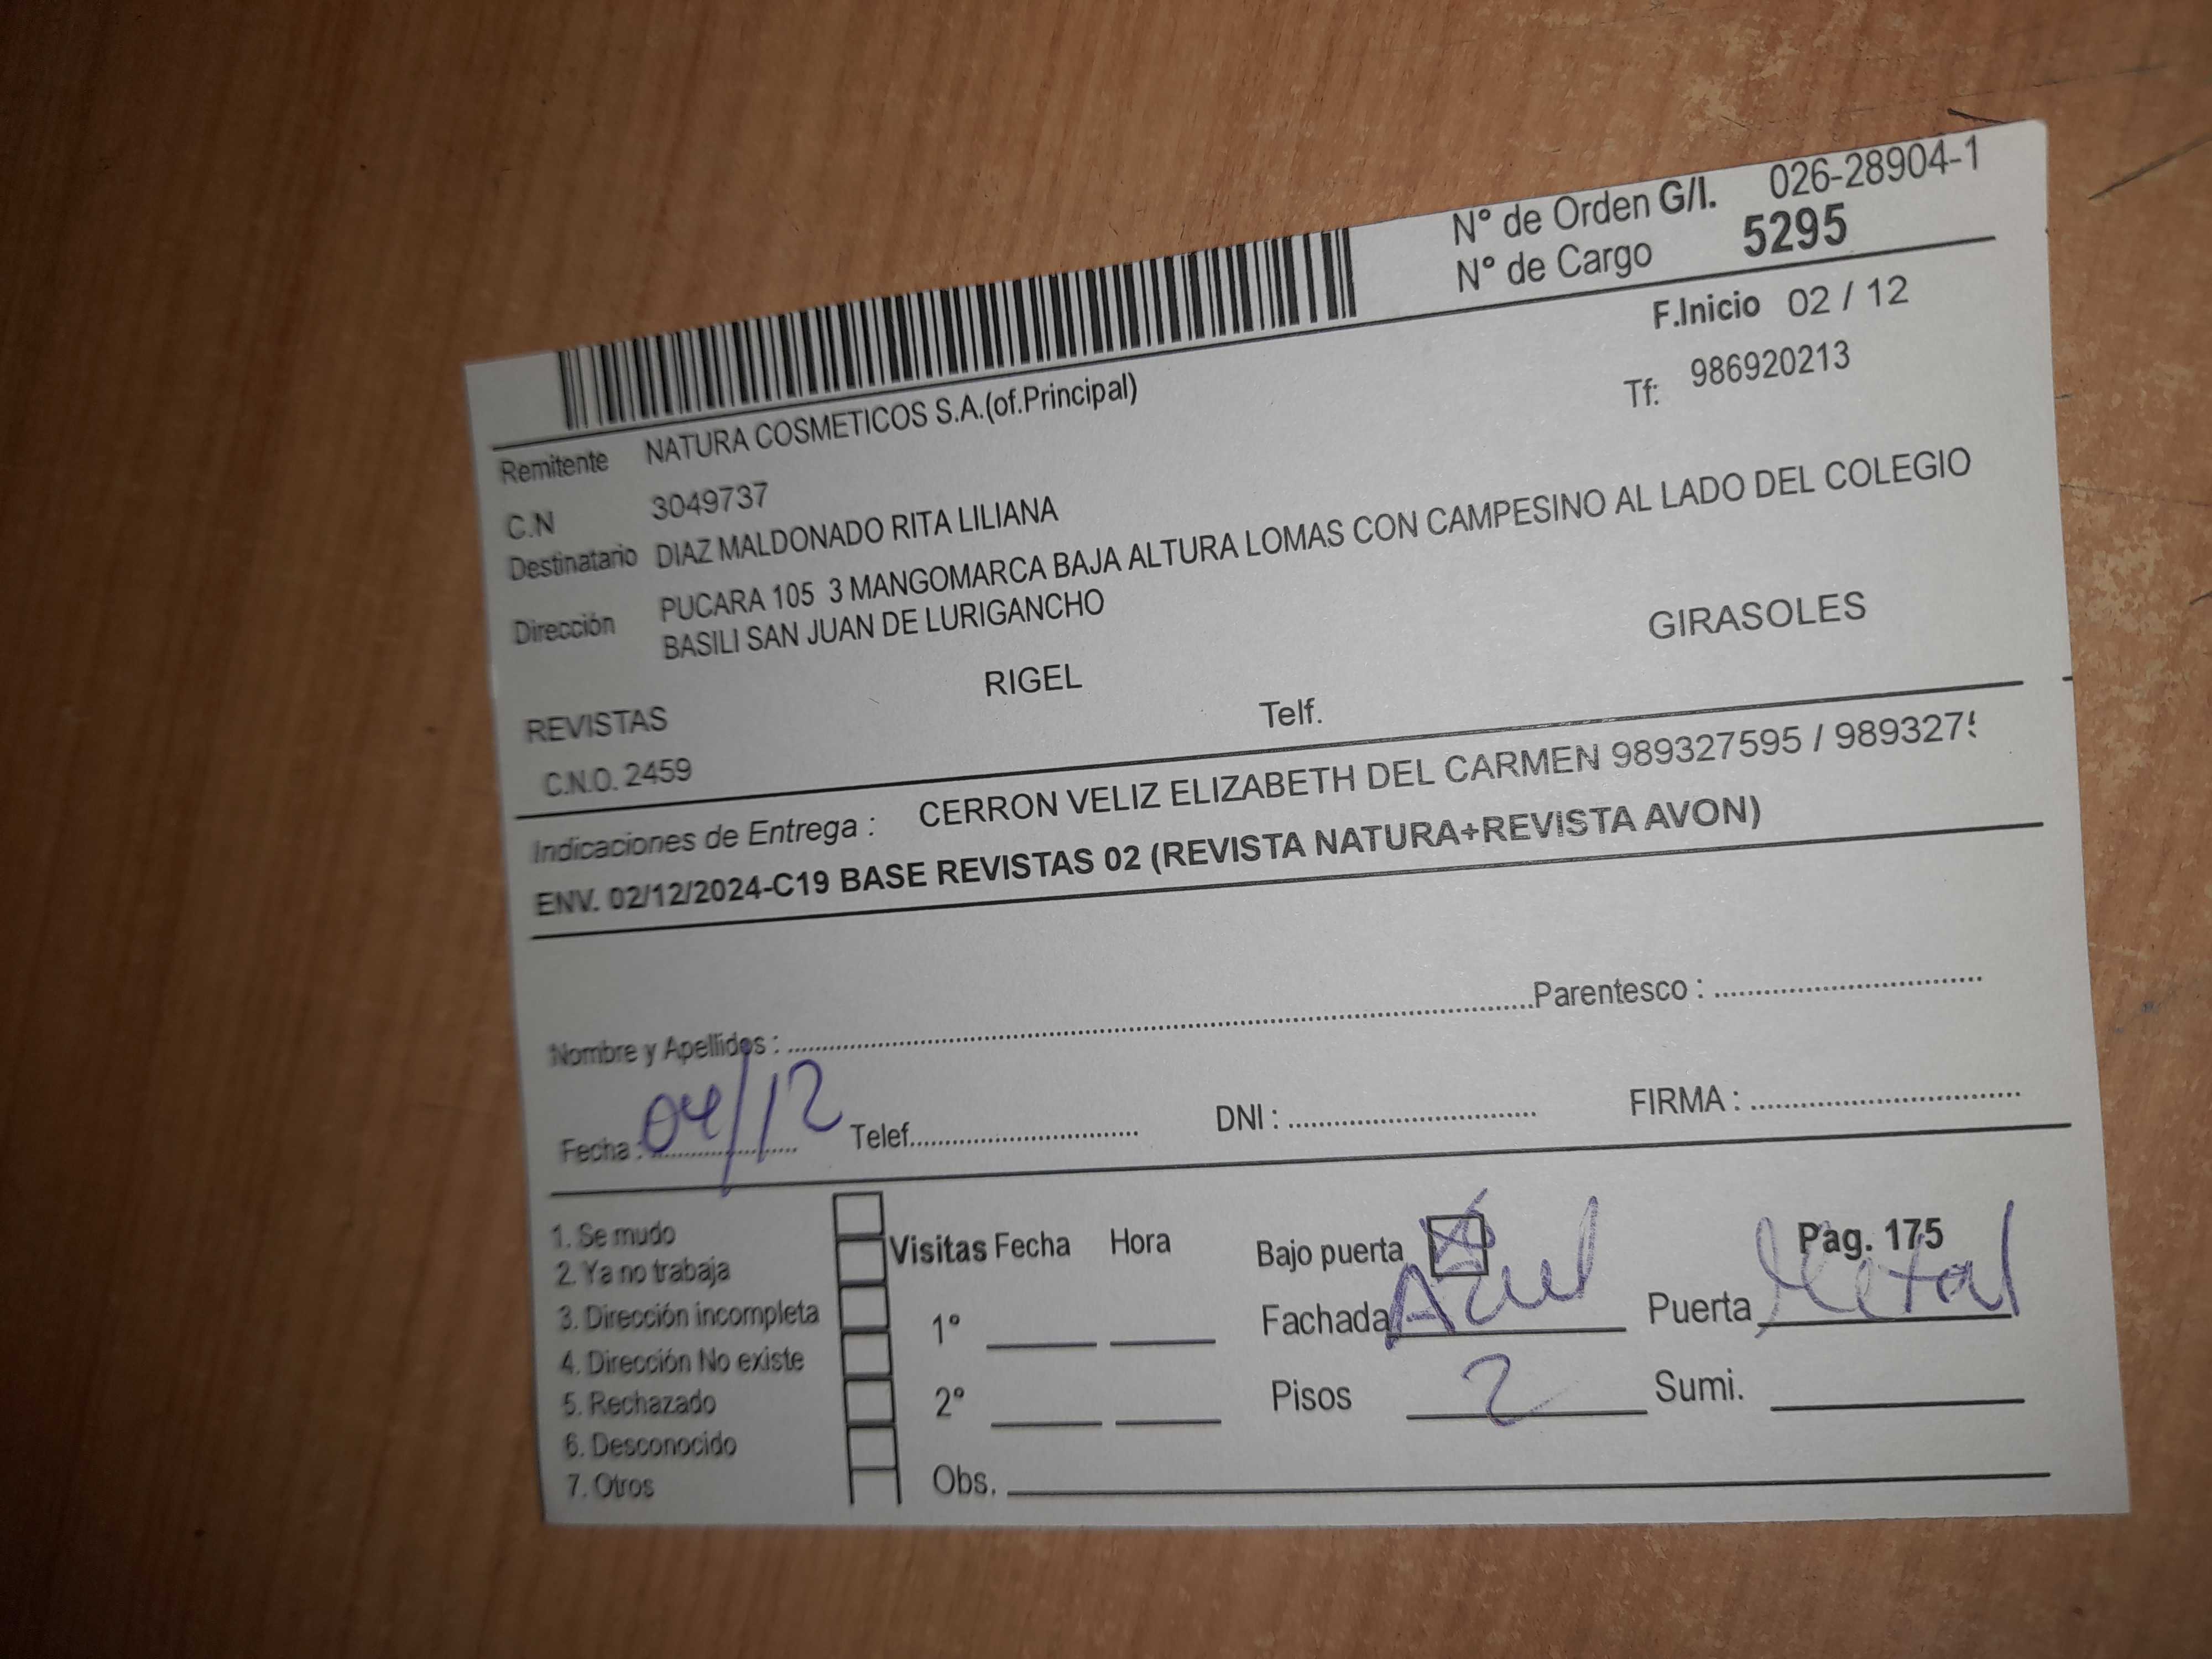 N° de Orden G/I. 026-28904-1
N° de Cargo 5295
F.Inicio 02 / 12
Remitente NATURA COSMETICOS S.A.(of.Principal)
Tf: 986920213
C.N 3049737
Destinatario DIAZ MALDONADO RITA LILIANA
Dirección PUCARA 105 3 MANGOMARCA BAJA ALTURA LOMAS CON CAMPESINO AL LADO DEL COLEGIO
BASILI SAN JUAN DE LURIGANCHO
REVISTAS RIGEL GIRASOLES
C.N.O. 2459 Telf.
Indicaciones de Entrega : CERRON VELIZ ELIZABETH DEL CARMEN 989327595 / 9893275
ENV. 02/12/2024-C19 BASE REVISTAS 02 (REVISTA NATURA+REVISTA AVON)
Nombre y Apellidos : Parentesco :
Fecha : 04/12 Telef. DNI : FIRMA :
1. Se mudo
2. Ya no trabaja
3. Dirección incompleta
4. Dirección No existe
5. Rechazado
6. Desconocido
7. Otros
Visitas Fecha Hora
1°
2°
Obs.
Bajo puerta X Pag. 175
Fachada Azul Puerta Metal
Pisos 2 Sumi.